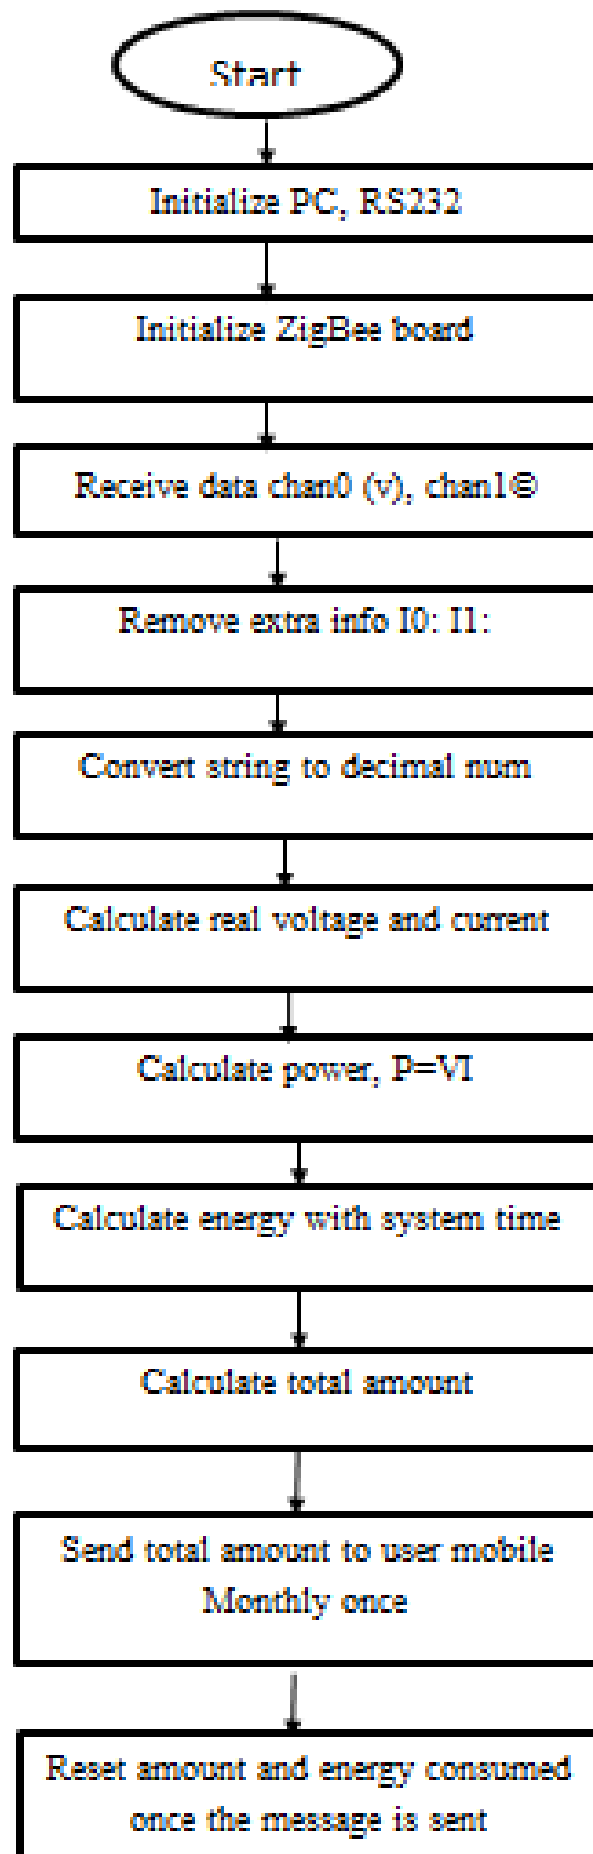 Start
Initialize PC, RS232
Initialize ZigBee board
Receive data chan0 (v), chan1©
Remove extra info I0: I1:
Convert string to decimal num
Calculate real voltage and current
Calculate power, P=VI
Calculate energy with system time
Calculate total amount
Send total amount to user mobile
Monthly once
Reset amount and energy consumed
once the message is sent